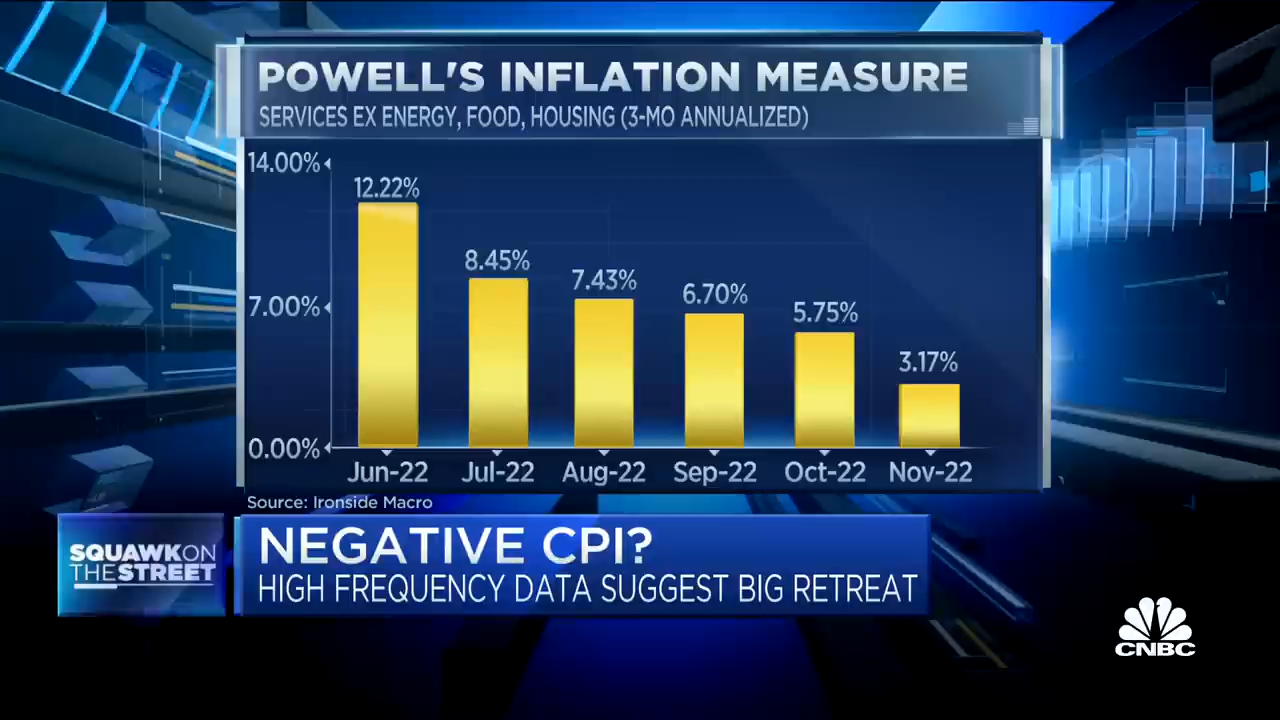 POWELL'S INFLATION MEASURE
SERVICES EX ENERGY, FOOD, HOUSING (3-MO ANNUALIZED)
14.00%
12.22%
8.45%
7.43%
6.70%
5.75%
3.17%
7.00%
0.00%
Jun-22 Jul-22 Aug-22 Sep-22 Oct-22 Nov-22
Source: Ironside Macro
SQUAWK ON
THE STREET
NEGATIVE CPI?
HIGH FREQUENCY DATA SUGGEST BIG RETREAT
CNBC